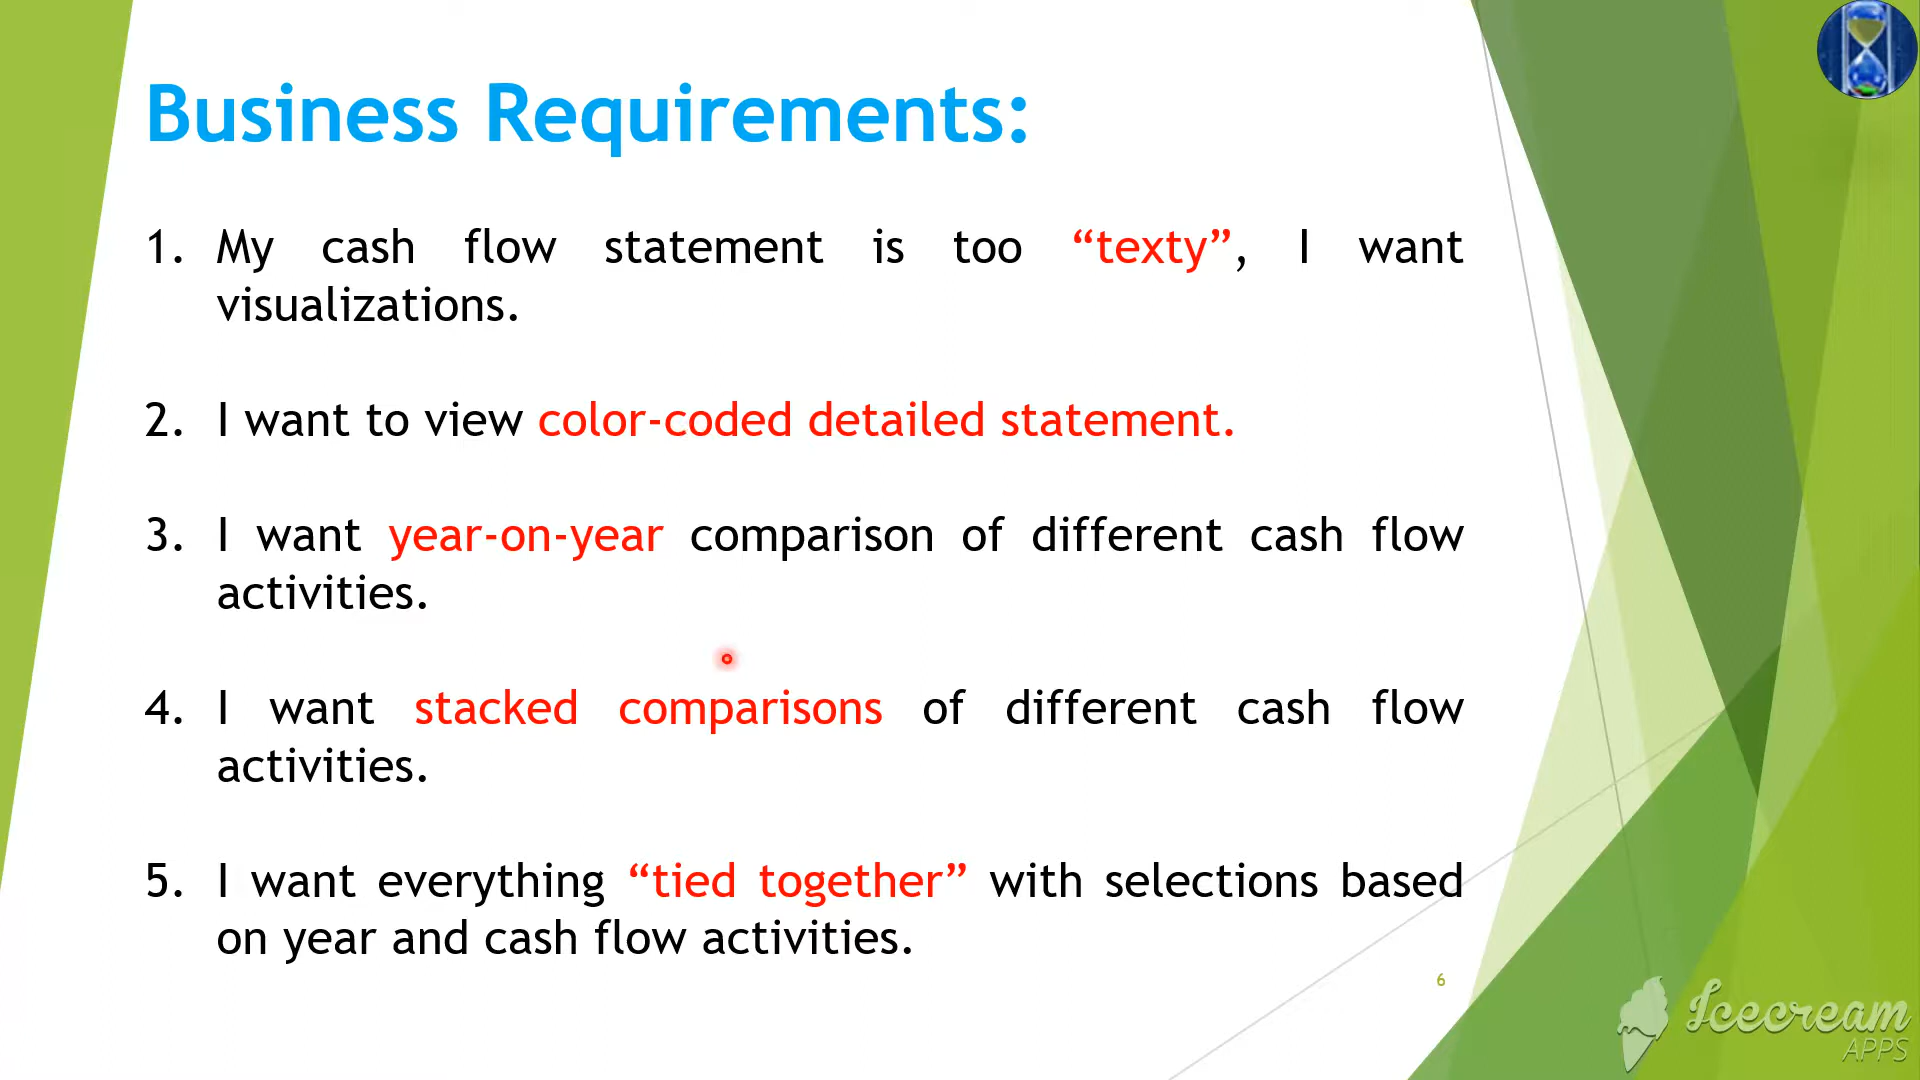 Business Requirements:
1. My cash flow statement is too “texty”, I want
visualizations.
2. I want to view color-coded detailed statement.
3. I want year-on-year comparison of different cash flow
activities.
4. I want stacked comparisons of different cash flow
activities.
5. I want everything “tied together” with selections based
on year and cash flow activities.
6
Icecream
APPS